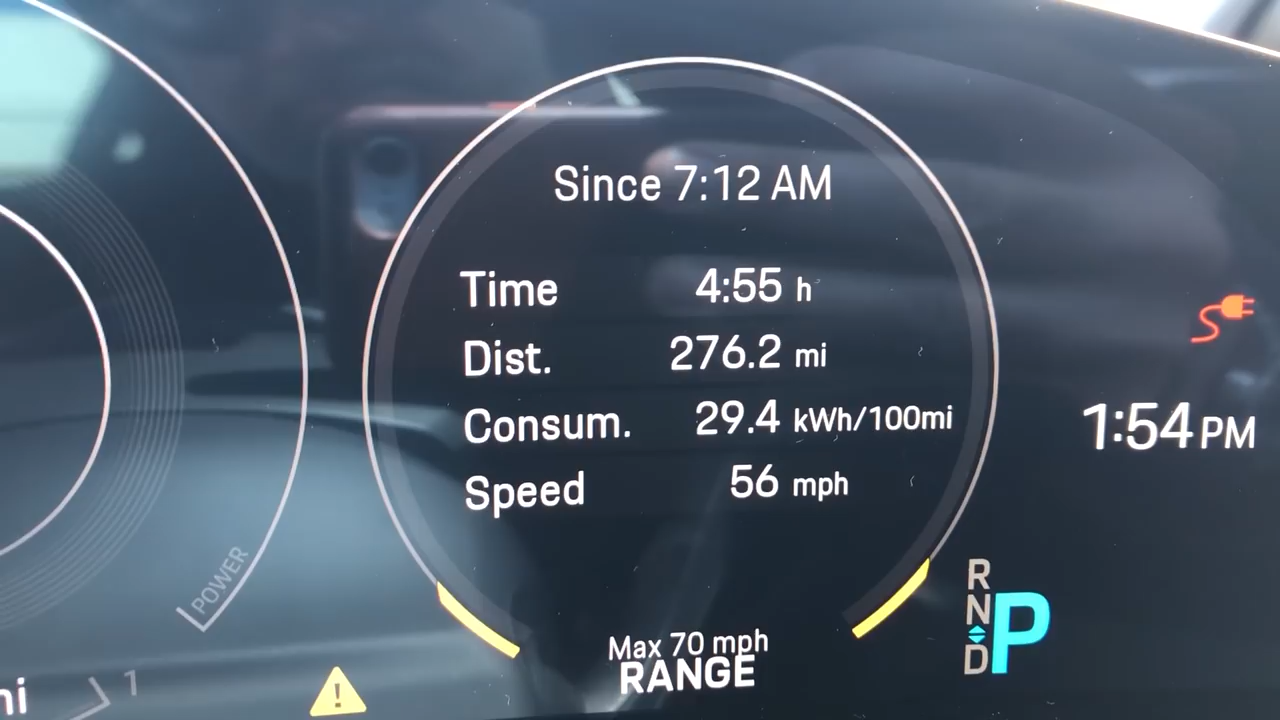 Since 7:12 AM
Time 4:55 h
Dist. 276.2 mi
Consum. 29.4 kWh/100mi
Speed 56 mph
1:54 PM
POWER
R
N
D
P
Max 70 mph
RANGE
1